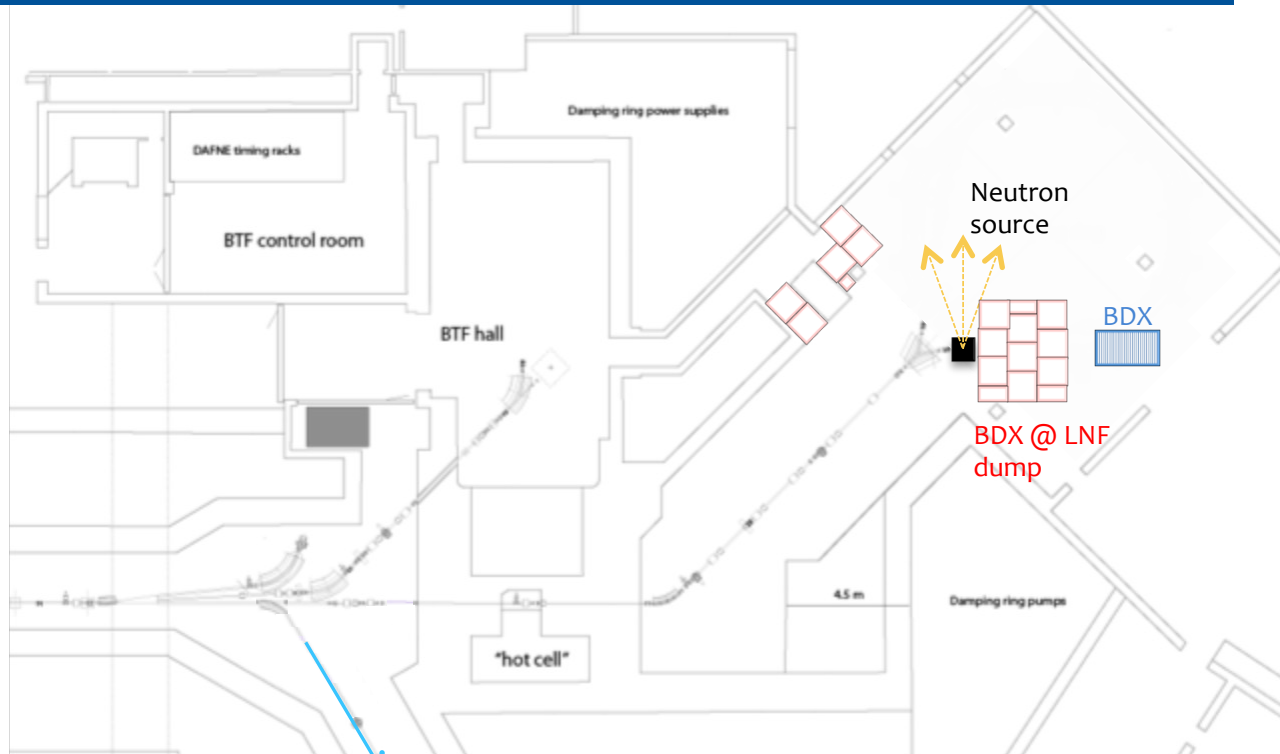 Damping ring power supplies
DAFNE timing racks
Neutron
source
BTF control room
BDX
BTF hall
BDX @ LNF
dump
4.5 m
Damping ring pumps
"hot cell"